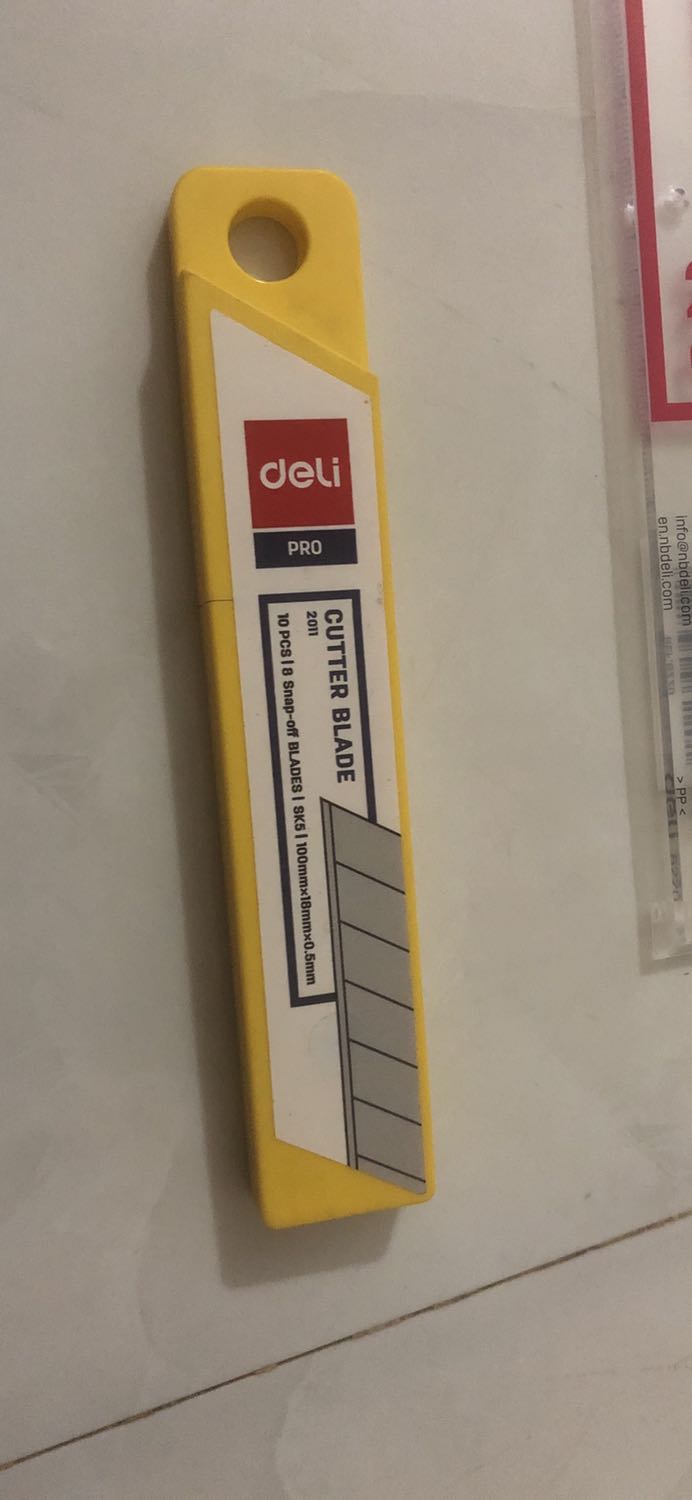 deli
PRO
CUTTER BLADE
2011
10 PCS | 8 Snap-off BLADES | SK5 | 100mm×18mm×0.5mm
info@nbdeli.com
en.nbdeli.com
> PP <